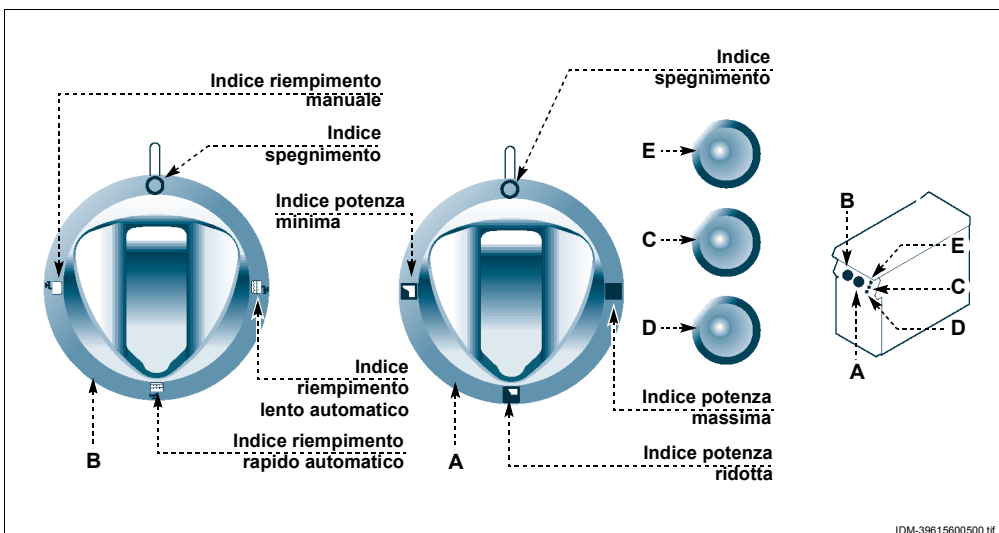 Indice riempimento
manuale
Indice
spegnimento
Indice potenza
minima
Indice
spegnimento
E
C
D
B
E
C
D
A
Indice
riempimento
lento automatico
Indice riempimento
rapido automatico
B
A
Indice potenza
massima
Indice potenza
ridotta
IDM-39615600500.tif